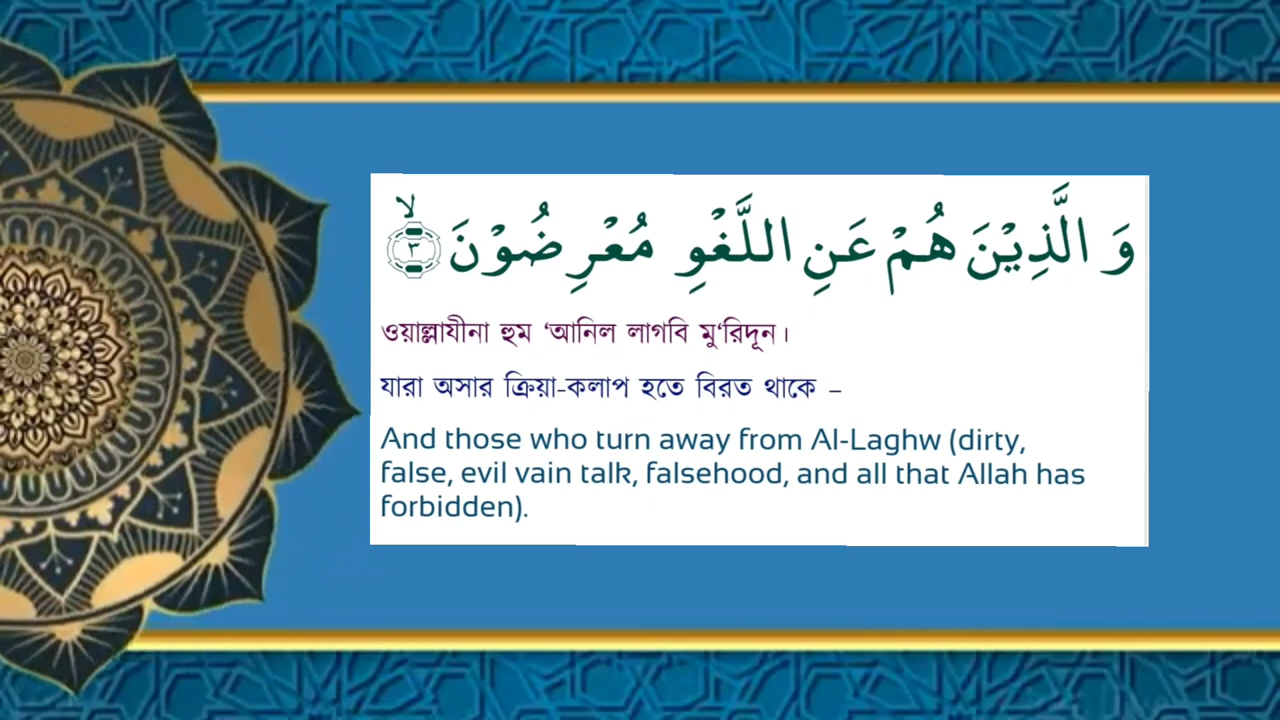 وَ الَّذِيْنَ هُمْ عَنِ اللَّغْوِ مُعْرِضُوْنَ ۙ﴿۳﴾
ওয়াল্লাযীনা হুম ‘আনিল লাগবি মু‘রিদূন।
যারা অসার ক্রিয়া-কলাপ হতে বিরত থাকে –
And those who turn away from Al-Laghw (dirty,
false, evil vain talk, falsehood, and all that Allah has
forbidden).